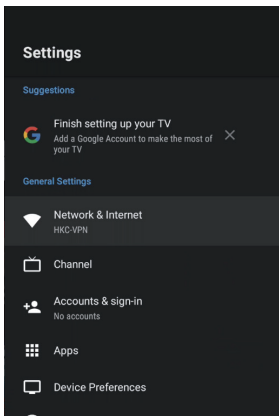 Settings
Suggestions
Finish setting up your TV
Add a Google Account to make the most of
your TV
General Settings
Network & Internet
HKC-VPN
Channel
Accounts & sign-in
No accounts
Apps
Device Preferences